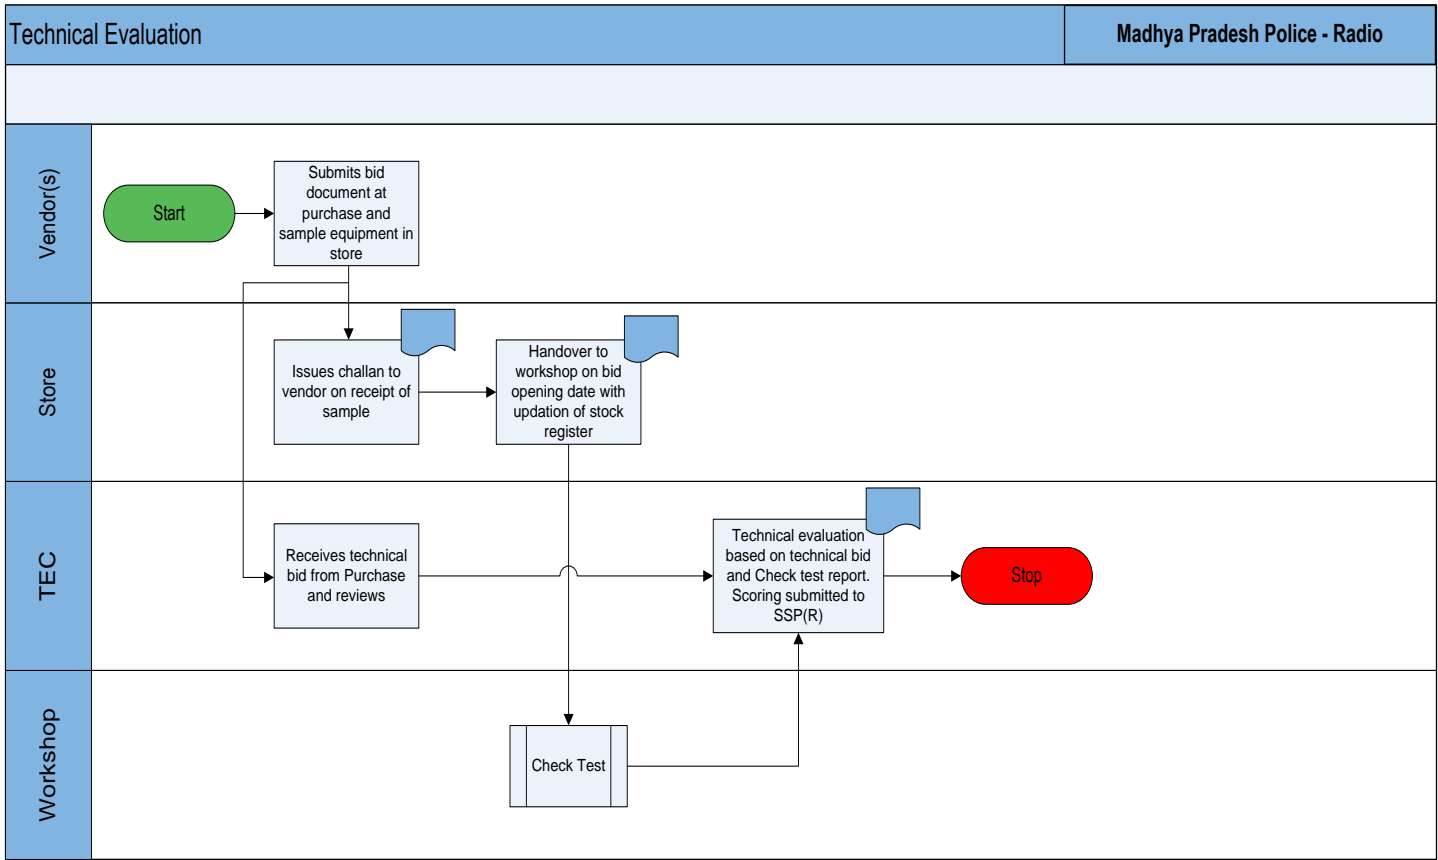 Technical Evaluation
Madhya Pradesh Police - Radio
Vendor(s)
Start
Submits bid
document at
purchase and
sample equipment in
store
Store
Issues challan to
vendor on receipt of
sample
Handover to
workshop on bid
opening date with
updation of stock
register
TEC
Receives technical
bid from Purchase
and reviews
Technical evaluation
based on technical bid
and Check test report.
Scoring submitted to
SSP(R)
Stop
Workshop
Check Test